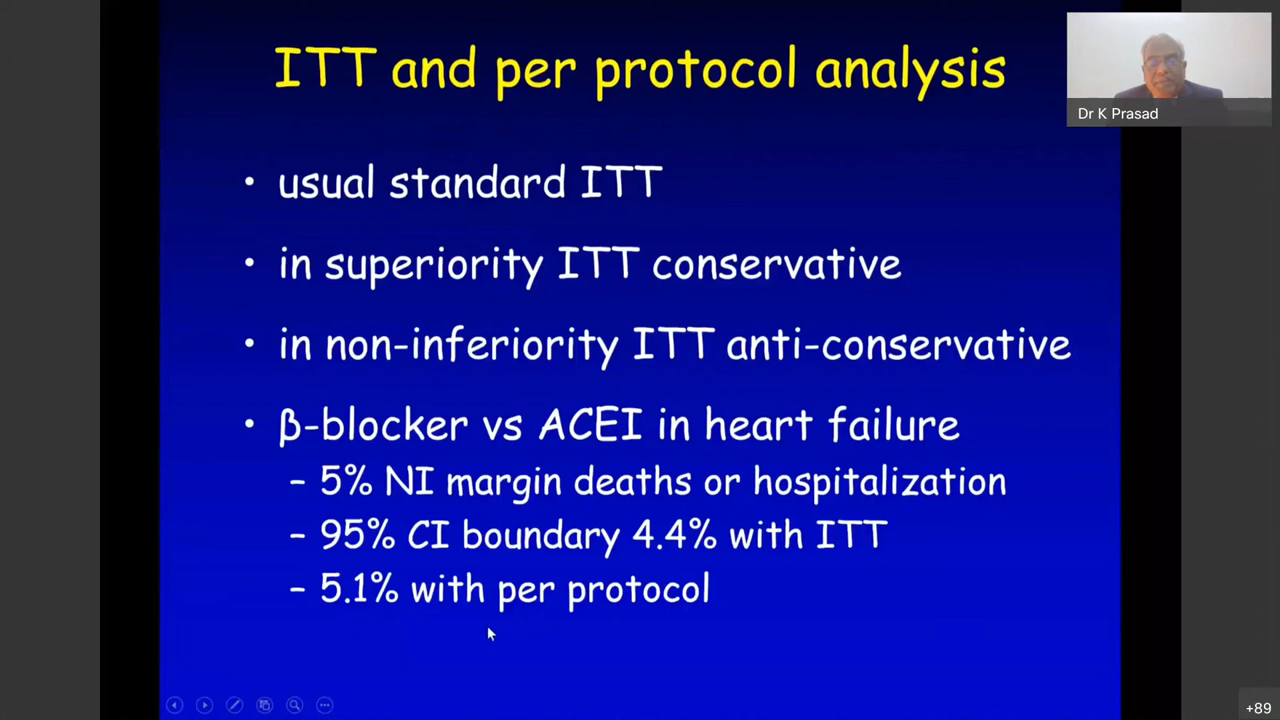 ITT and per protocol analysis
Dr K Prasad
• usual standard ITT
• in superiority ITT conservative
• in non-inferiority ITT anti-conservative
• β-blocker vs ACEI in heart failure
– 5% NI margin deaths or hospitalization
– 95% CI boundary 4.4% with ITT
– 5.1% with per protocol
+89